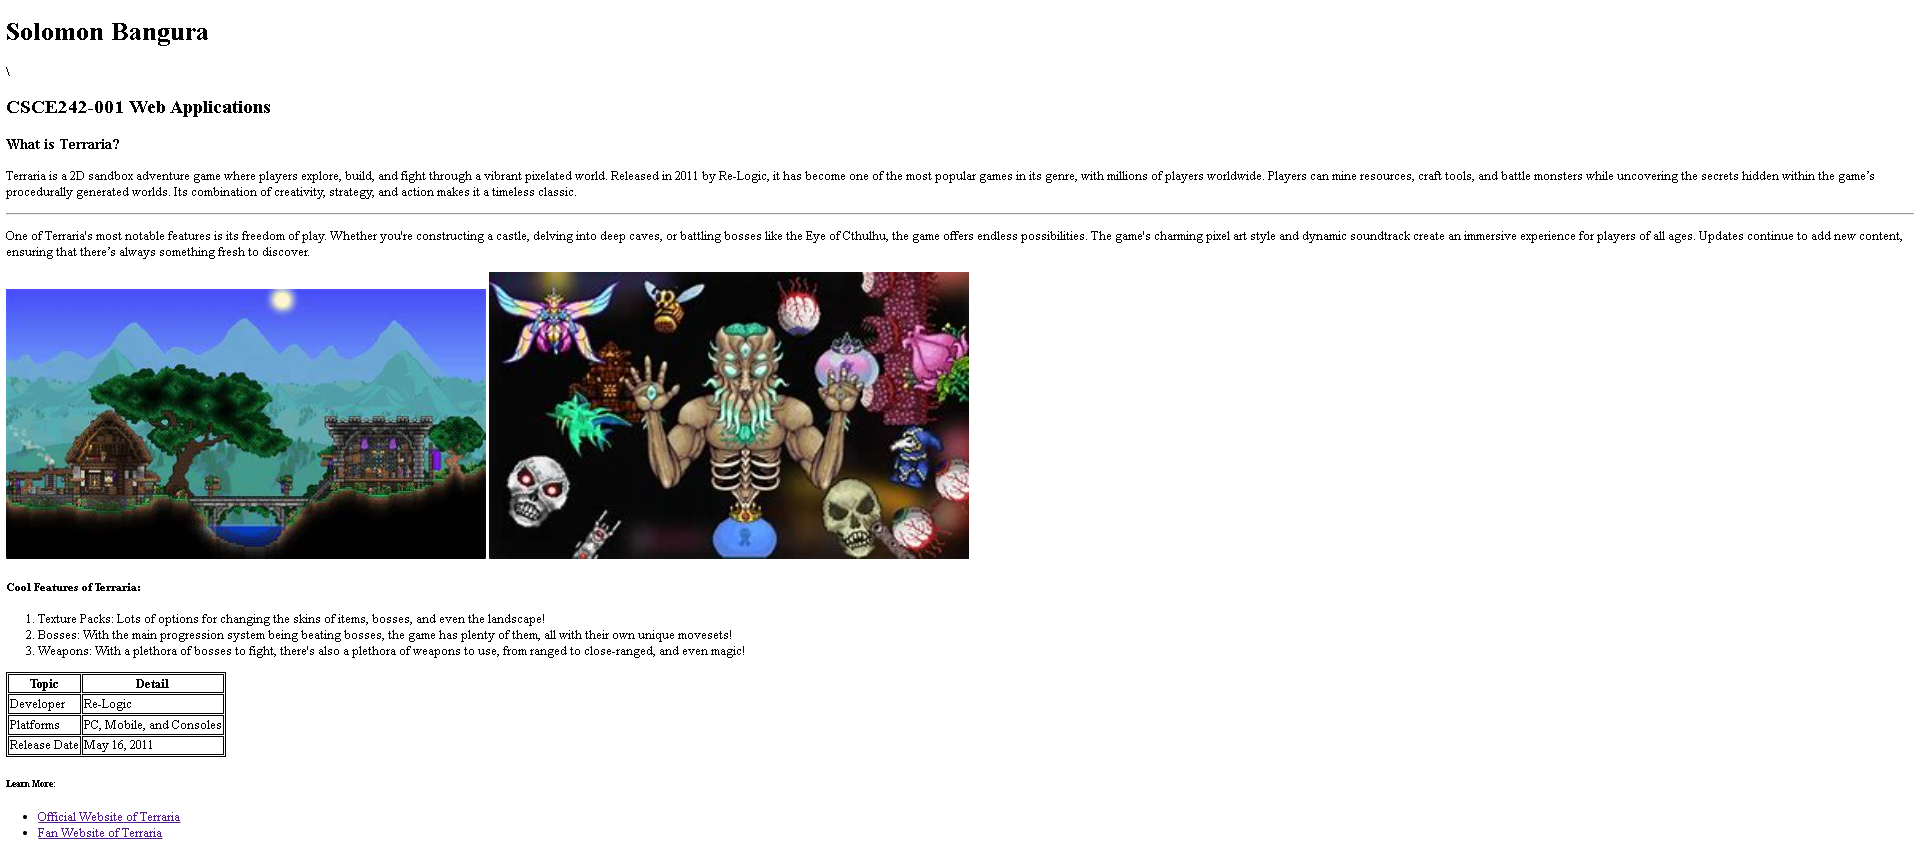 Solomon Bangura
\
CSCE242-001 Web Applications
What is Terraria?
Terraria is a 2D sandbox adventure game where players explore, build, and fight through a vibrant pixelated world. Released in 2011 by Re-Logic, it has become one of the most popular games in its genre, with millions of players worldwide. Players can mine resources, craft tools, and battle monsters while uncovering the secrets hidden within the game’s
procedurally generated worlds. Its combination of creativity, strategy, and action makes it a timeless classic.
One of Terraria's most notable features is its freedom of play. Whether you're constructing a castle, delving into deep caves, or battling bosses like the Eye of Cthulhu, the game offers endless possibilities. The game's charming pixel art style and dynamic soundtrack create an immersive experience for players of all ages. Updates continue to add new content,
ensuring that there’s always something fresh to discover.
Cool Features of Terraria:
1. Texture Packs: Lots of options for changing the skins of items, bosses, and even the landscape!
2. Bosses: With the main progression system being beating bosses, the game has plenty of them, all with their own unique movesets!
3. Weapons: With a plethora of bosses to fight, there's also a plethora of weapons to use, from ranged to close-ranged, and even magic!
Topic Detail
Developer Re-Logic
Platforms PC, Mobile, and Consoles
Release Date May 16, 2011
Learn More:
• Official Website of Terraria
• Fan Website of Terraria